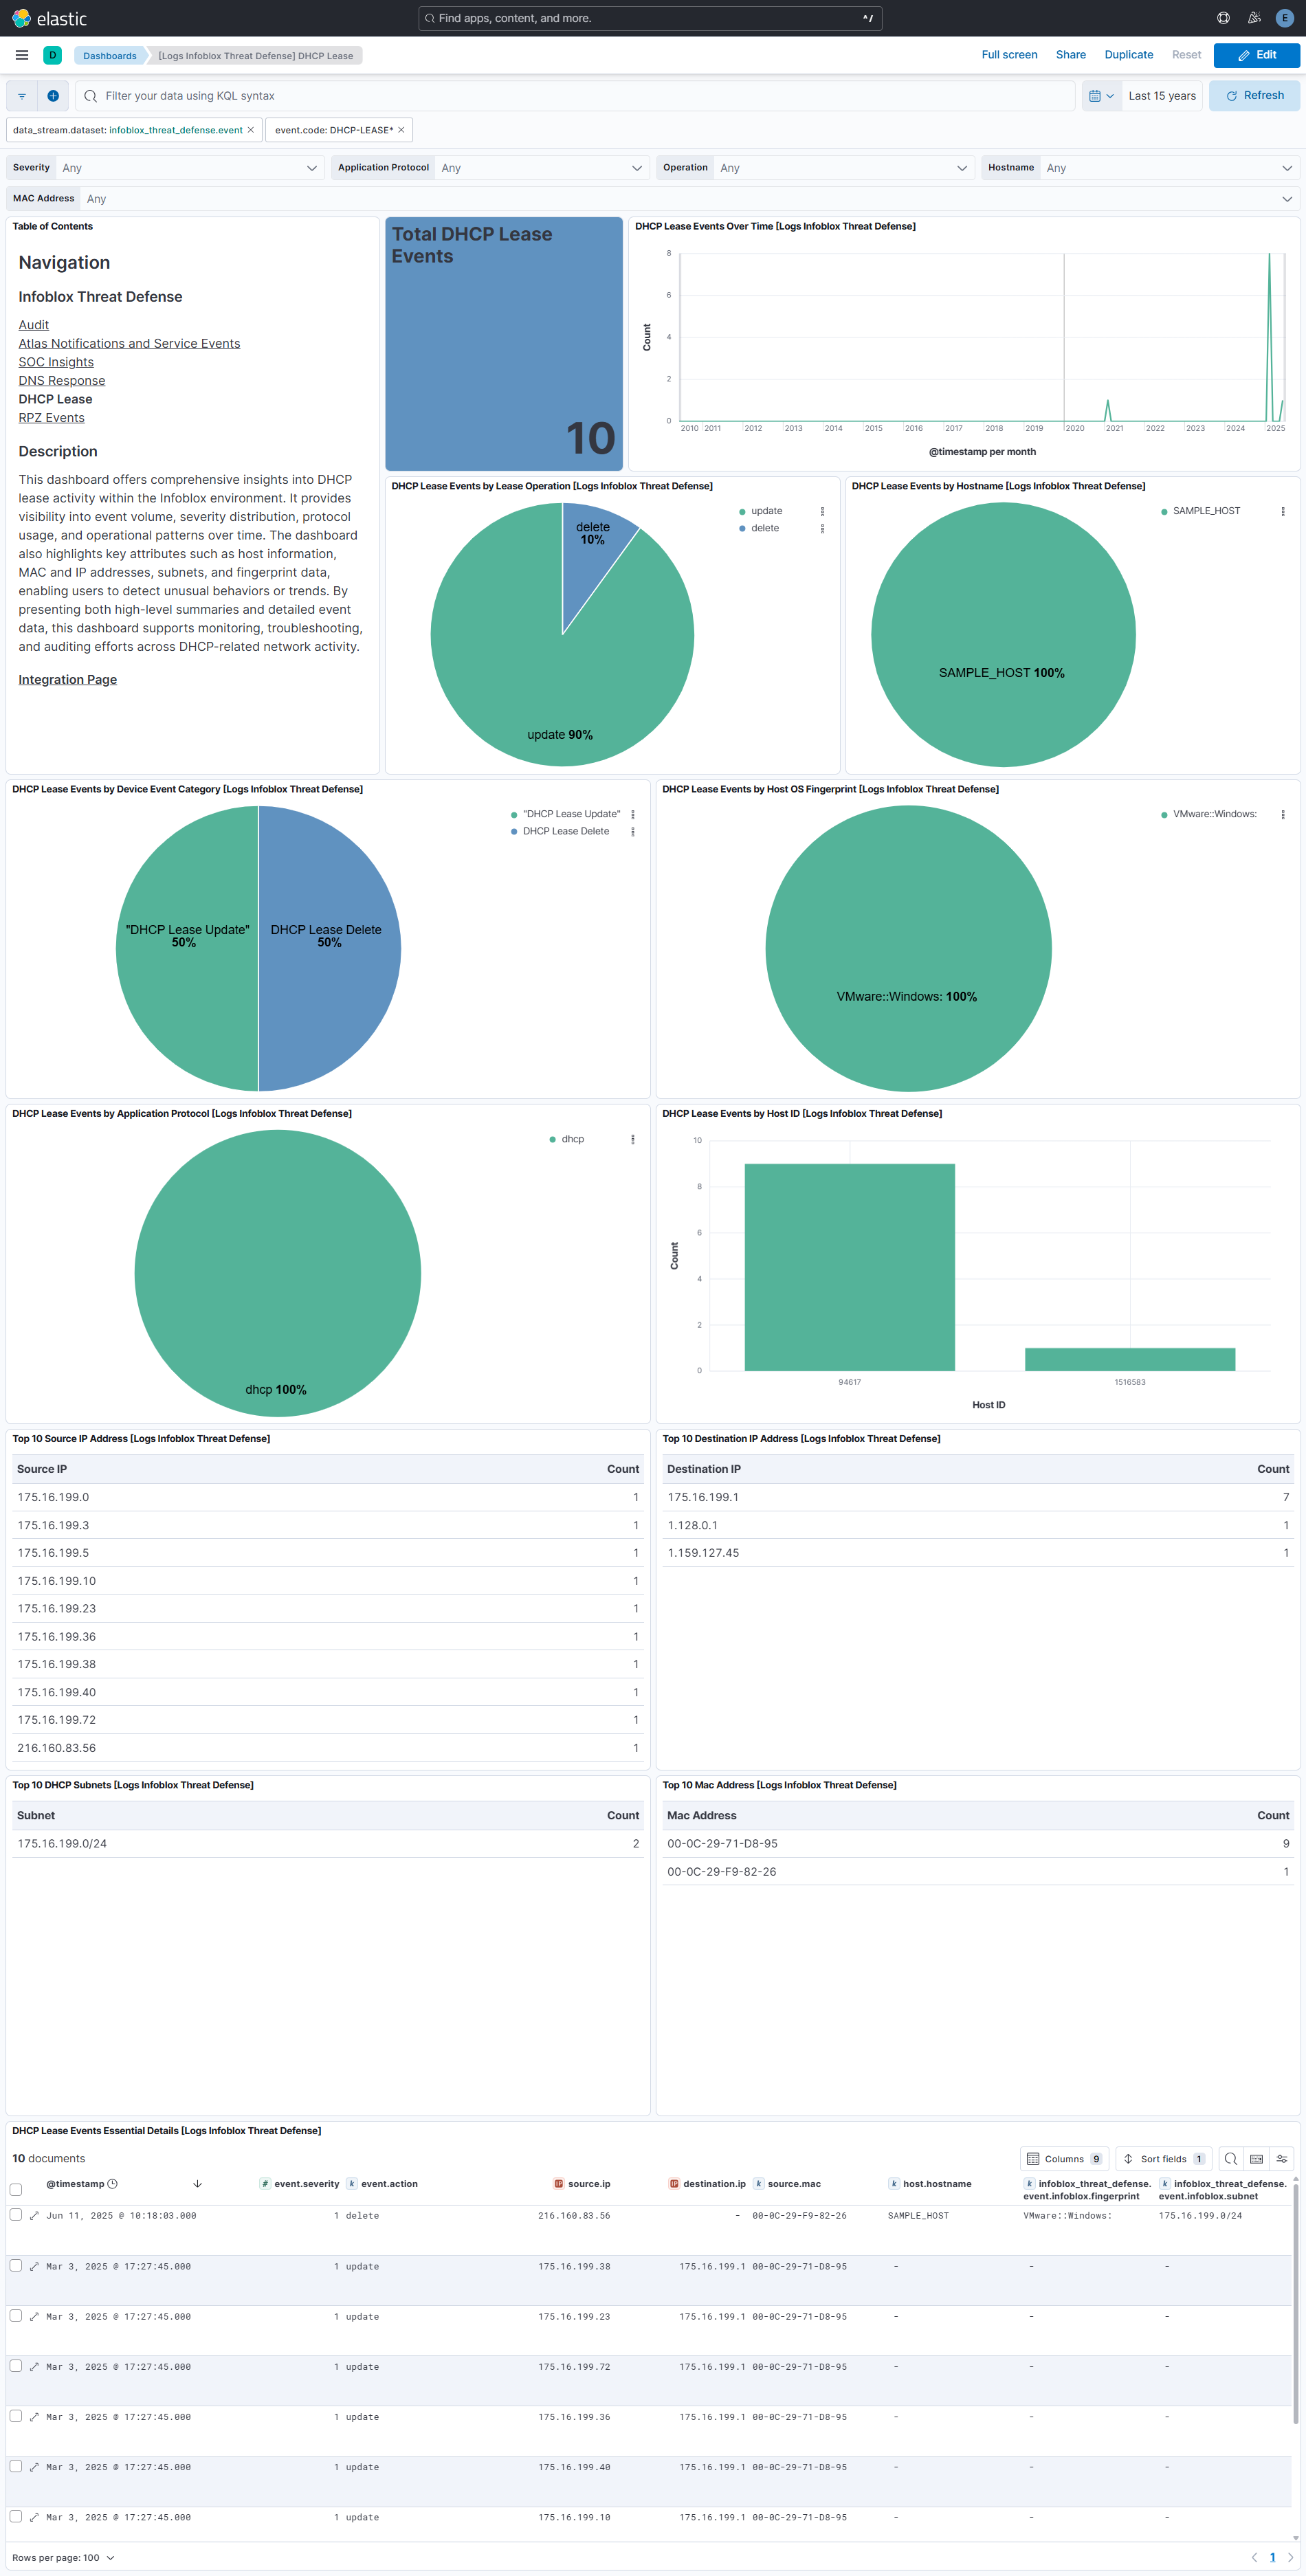 elastic
Find apps, content, and more.
^/
E
D
Dashboards
[Logs Infoblox Threat Defense] DHCP Lease
Full screen
Share
Duplicate
Reset
Edit
Filter your data using KQL syntax
Last 15 years
Refresh
data_stream.dataset: infoblox_threat_defense.event ×
event.code: DHCP-LEASE* ×
Severity Any
Application Protocol Any
Operation Any
Hostname Any
MAC Address Any
Table of Contents
Navigation
Infoblox Threat Defense
Audit
Atlas Notifications and Service Events
SOC Insights
DNS Response
DHCP Lease
RPZ Events
Description
This dashboard offers comprehensive insights into DHCP
lease activity within the Infoblox environment. It provides
visibility into event volume, severity distribution, protocol
usage, and operational patterns over time. The dashboard
also highlights key attributes such as host information,
MAC and IP addresses, subnets, and fingerprint data,
enabling users to detect unusual behaviors or trends. By
presenting both high-level summaries and detailed event
data, this dashboard supports monitoring, troubleshooting,
and auditing efforts across DHCP-related network activity.
Integration Page
Total DHCP Lease
Events
10
DHCP Lease Events Over Time [Logs Infoblox Threat Defense]
Count
8
6
4
2
0
2010 2011 2012 2013 2014 2015 2016 2017 2018 2019 2020 2021 2022 2023 2024 2025
@timestamp per month
DHCP Lease Events by Lease Operation [Logs Infoblox Threat Defense]
delete
10%
update 90%
update
delete
DHCP Lease Events by Hostname [Logs Infoblox Threat Defense]
SAMPLE_HOST 100%
SAMPLE_HOST
DHCP Lease Events by Device Event Category [Logs Infoblox Threat Defense]
"DHCP Lease Update"
50%
DHCP Lease Delete
50%
"DHCP Lease Update"
DHCP Lease Delete
DHCP Lease Events by Host OS Fingerprint [Logs Infoblox Threat Defense]
VMware::Windows: 100%
VMware::Windows:
DHCP Lease Events by Application Protocol [Logs Infoblox Threat Defense]
dhcp 100%
dhcp
DHCP Lease Events by Host ID [Logs Infoblox Threat Defense]
Count
10
8
6
4
2
0
94617
1516583
Host ID
Top 10 Source IP Address [Logs Infoblox Threat Defense]
Source IP Count
175.16.199.0 1
175.16.199.3 1
175.16.199.5 1
175.16.199.10 1
175.16.199.23 1
175.16.199.36 1
175.16.199.38 1
175.16.199.40 1
175.16.199.72 1
216.160.83.56 1
Top 10 Destination IP Address [Logs Infoblox Threat Defense]
Destination IP Count
175.16.199.1 7
1.128.0.1 1
1.159.127.45 1
Top 10 DHCP Subnets [Logs Infoblox Threat Defense]
Subnet Count
175.16.199.0/24 2
Top 10 Mac Address [Logs Infoblox Threat Defense]
Mac Address Count
00-0C-29-71-D8-95 9
00-0C-29-F9-82-26 1
DHCP Lease Events Essential Details [Logs Infoblox Threat Defense]
10 documents
Columns 9
Sort fields 1
@timestamp # event.severity k event.action IP source.ip IP destination.ip k source.mac k host.hostname k infoblox_threat_defense. k infoblox_threat_defense.
event.infoblox.fingerprint event.infoblox.subnet
Jun 11, 2025 @ 10:18:03.000 1 delete 216.160.83.56 - 00-0C-29-F9-82-26 SAMPLE_HOST VMware::Windows: 175.16.199.0/24
Mar 3, 2025 @ 17:27:45.000 1 update 175.16.199.38 175.16.199.1 00-0C-29-71-D8-95 - - -
Mar 3, 2025 @ 17:27:45.000 1 update 175.16.199.23 175.16.199.1 00-0C-29-71-D8-95 - - -
Mar 3, 2025 @ 17:27:45.000 1 update 175.16.199.72 175.16.199.1 00-0C-29-71-D8-95 - - -
Mar 3, 2025 @ 17:27:45.000 1 update 175.16.199.36 175.16.199.1 00-0C-29-71-D8-95 - - -
Mar 3, 2025 @ 17:27:45.000 1 update 175.16.199.40 175.16.199.1 00-0C-29-71-D8-95 - - -
Mar 3, 2025 @ 17:27:45.000 1 update 175.16.199.10 175.16.199.1 00-0C-29-71-D8-95 - - -
Rows per page: 100
1